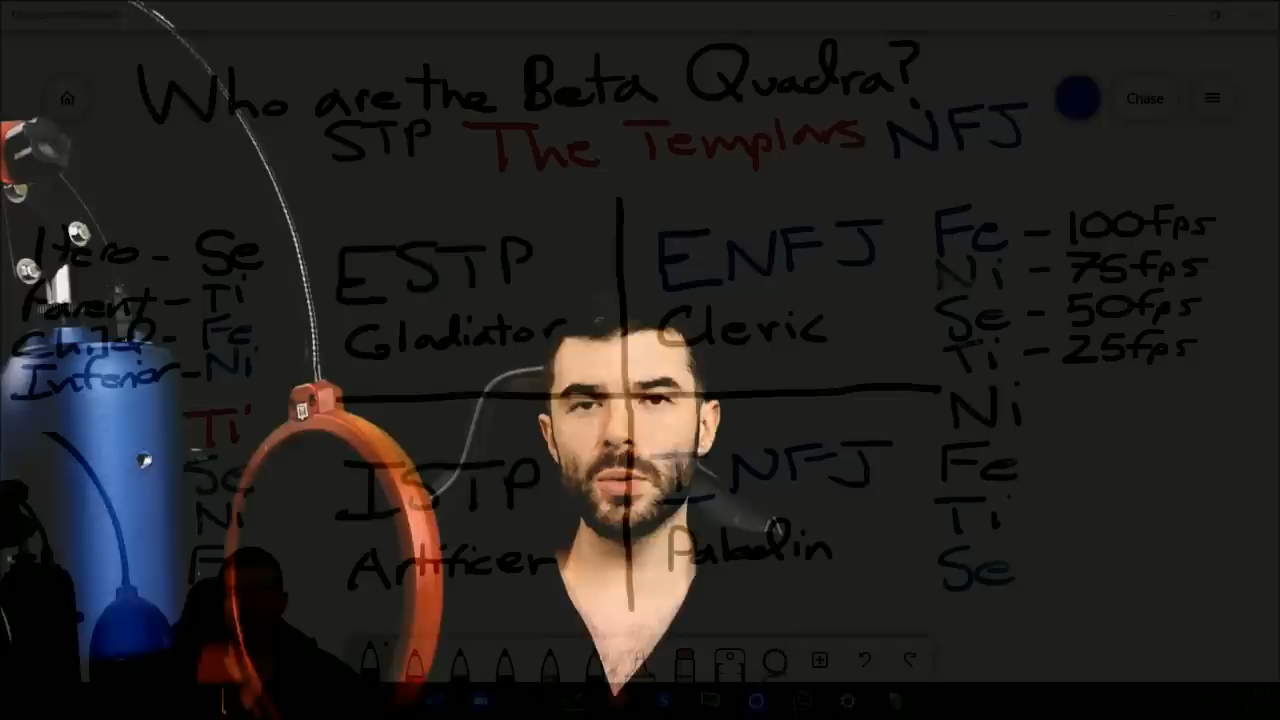 Who are the Beta Quadra?
Chase
STP The Templars NFJ
Hero - Se
Parent - Ti
Child - Fe
Inferior - Ni
ESTP
Gladiator
ENFJ
Cleric
Fe - 100fps
Ni - 75fps
Se - 50fps
Ti - 25fps
Ti
Se
Ni
ISTP
Artificer
INFJ
Paladin
Ni
Fe
Ti
Se